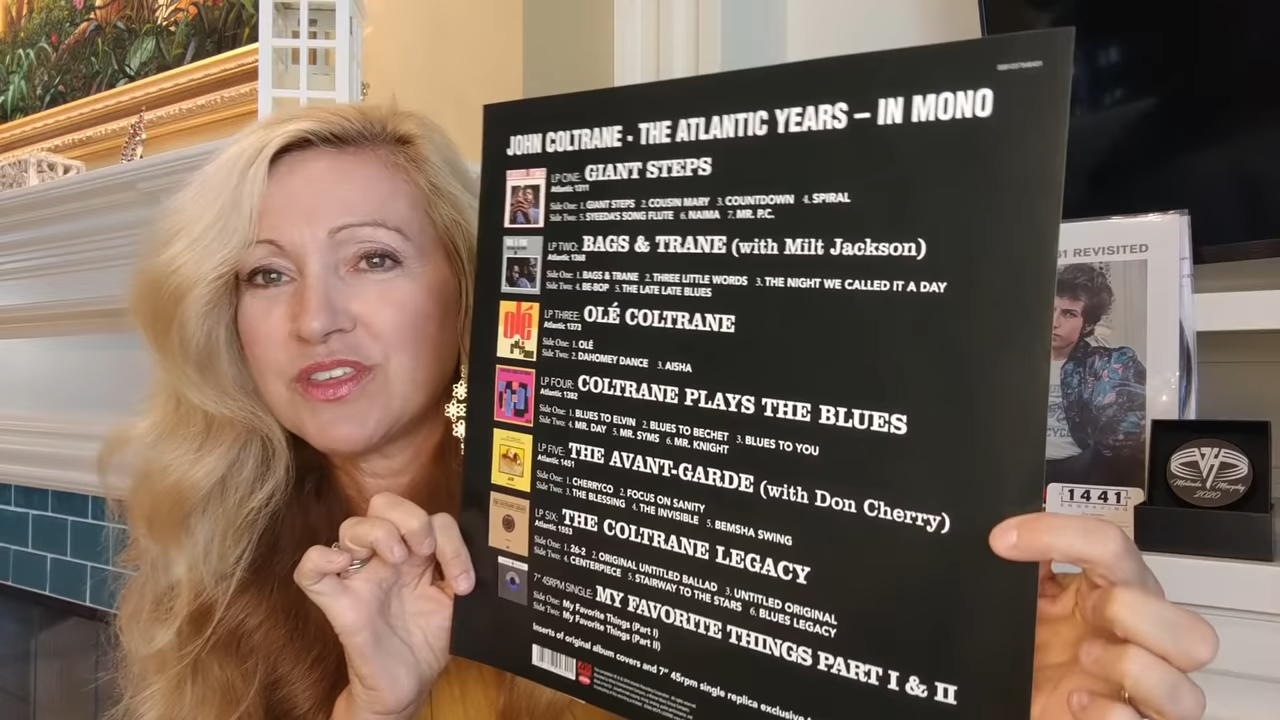 JOHN COLTRANE - THE ATLANTIC YEARS – IN MONO
LP ONE: GIANT STEPS
Atlantic 1311
Side One: 1. GIANT STEPS 2. COUSIN MARY 3. COUNTDOWN 4. SPIRAL
Side Two: 5. SYEEDA'S SONG FLUTE 6. NAIMA 7. MR. P.C.
LP TWO: BAGS & TRANE (with Milt Jackson)
Atlantic 1368
Side One: 1. BAGS & TRANE 2. THREE LITTLE WORDS 3. THE NIGHT WE CALLED IT A DAY
Side Two: 4. BE-BOP 5. THE LATE LATE BLUES
olé
LP THREE: OLÉ COLTRANE
Atlantic 1373
Side One: 1. OLÉ
Side Two: 2. DAHOMEY DANCE 3. AISHA
LP FOUR: COLTRANE PLAYS THE BLUES
Atlantic 1382
Side One: 1. BLUES TO ELVIN 2. BLUES TO BECHET 3. BLUES TO YOU
Side Two: 4. MR. DAY 5. MR. SYMS 6. MR. KNIGHT
LP FIVE: THE AVANT-GARDE (with Don Cherry)
Atlantic 1451
Side One: 1. CHERRYCO 2. FOCUS ON SANITY
Side Two: 3. THE BLESSING 4. THE INVISIBLE 5. BEMSHA SWING
LP SIX: THE COLTRANE LEGACY
Atlantic 1553
Side One: 1. 26-2 2. ORIGINAL UNTITLED BALLAD 3. UNTITLED ORIGINAL
Side Two: 4. CENTERPIECE 5. STAIRWAY TO THE STARS 6. BLUES LEGACY
7" 45RPM SINGLE: MY FAVORITE THINGS PART I & II
Side One: My Favorite Things (Part I)
Side Two: My Favorite Things (Part II)
Inserts of original album covers and 7" 45rpm single replica exclusive
61 REVISITED
1441
ENGRAVING
VH
2020